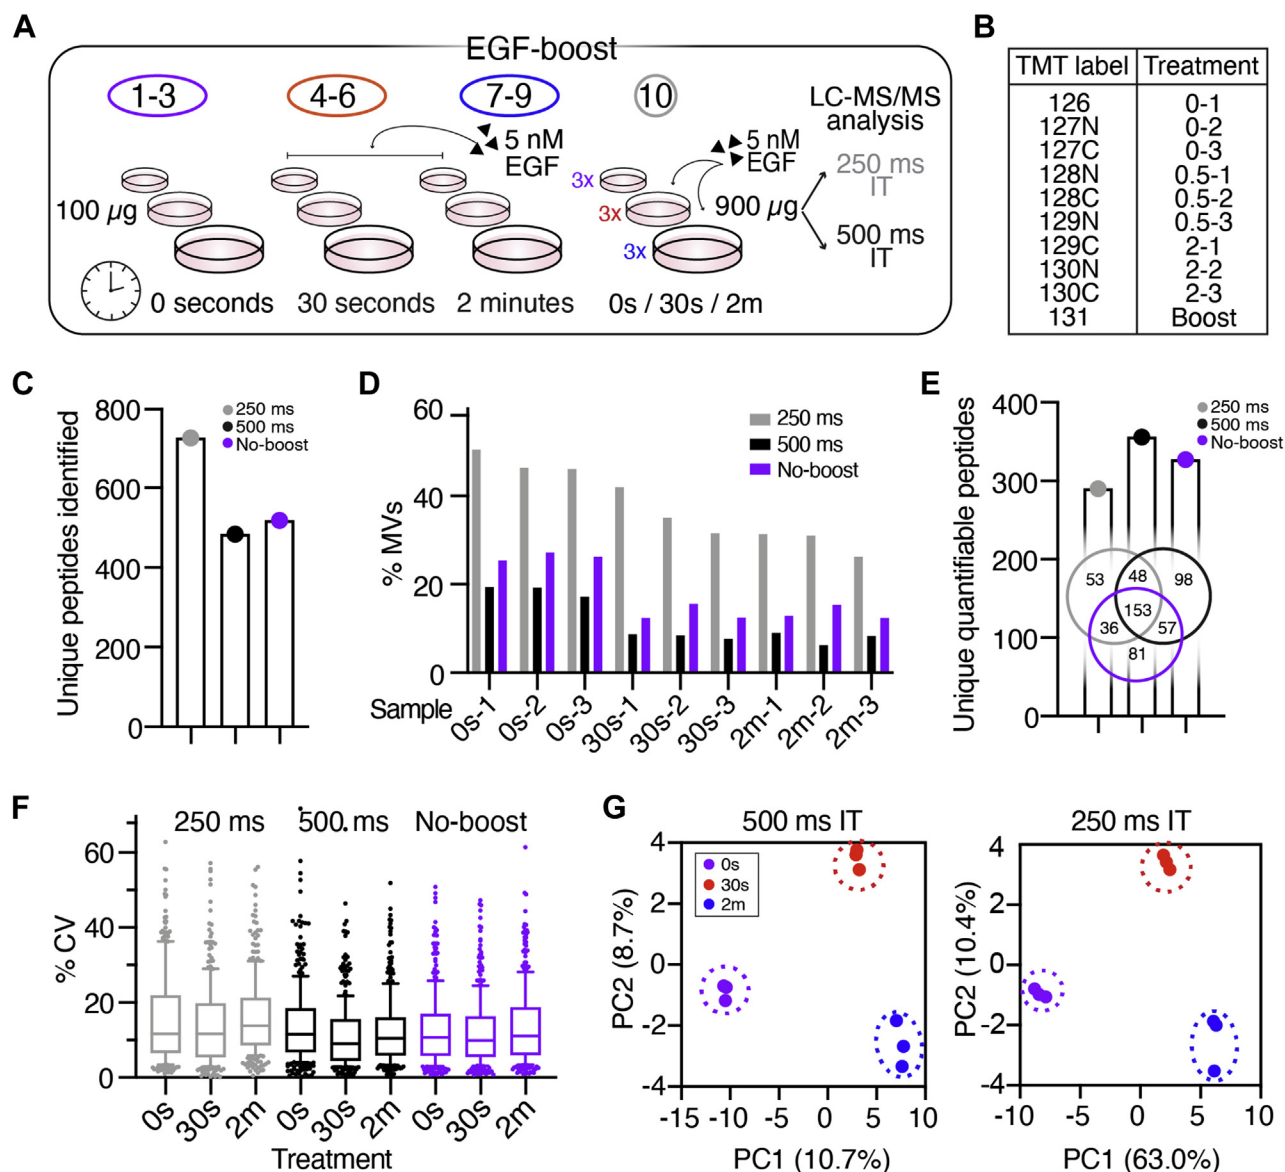 A
EGF-boost
1-3
4-6
7-9
10
5 nM
EGF
5 nM
EGF
LC-MS/MS
analysis
250 ms
IT
500 ms
IT
100 µg
3x
3x
3x
900 µg
0 seconds
30 seconds
2 minutes
0s / 30s / 2m
B
TMT label Treatment
126 0-1
127N 0-2
127C 0-3
128N 0.5-1
128C 0.5-2
129N 0.5-3
129C 2-1
130N 2-2
130C 2-3
131 Boost
C
Unique peptides identified
800
600
400
200
0
250 ms
500 ms
No-boost
D
% MVs
60
40
20
0
250 ms
500 ms
No-boost
Sample
0s-1
0s-2
0s-3
30s-1
30s-2
30s-3
2m-1
2m-2
2m-3
E
Unique quantifiable peptides
400
300
200
100
0
250 ms
500 ms
No-boost
53
48
98
153
36
57
81
F
% CV
60
40
20
0
250 ms
500 ms
No-boost
0s
30s
2m
0s
30s
2m
0s
30s
2m
Treatment
G
500 ms IT
PC2 (8.7%)
4
2
0
-2
-4
0s
30s
2m
-15 -10 -5 0 5 10
PC1 (10.7%)
250 ms IT
PC2 (10.4%)
4
2
0
-2
-4
-10 -5 0 5 10
PC1 (63.0%)